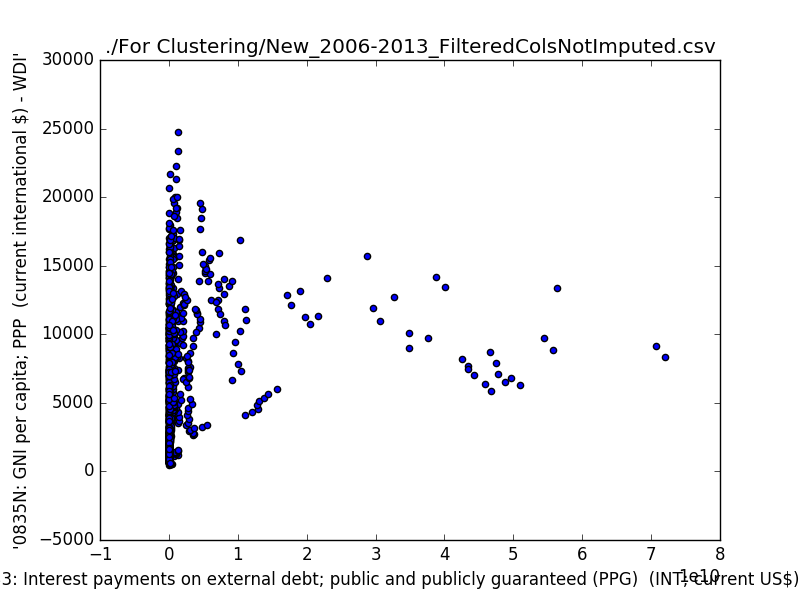 ./For Clustering/New_2006-2013_FilteredColsNotImputed.csv
'0835N: GNI per capita; PPP (current international $) - WDI'
30000
25000
20000
15000
10000
5000
0
−5000
−1 0 1 2 3 4 5 6 7 8
1e10
3: Interest payments on external debt; public and publicly guaranteed (PPG) (INT; current US$)